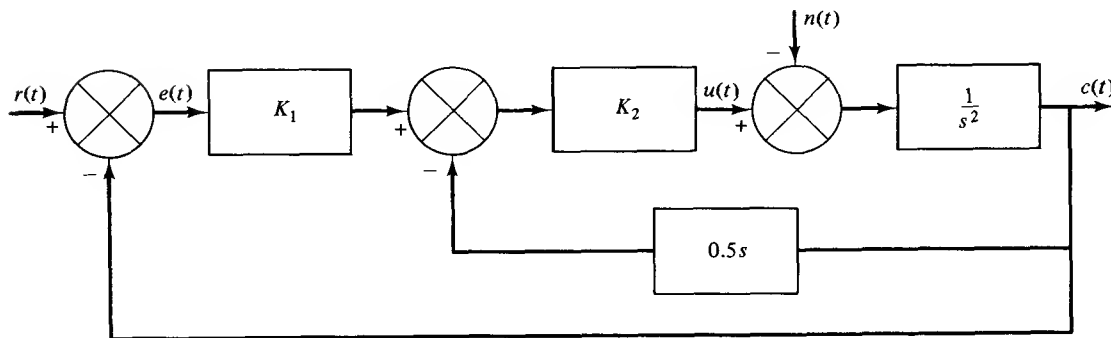 n(t)
r(t) + e(t) K₁ + K₂ u(t) + − 1/s² c(t)
− −
0.5s